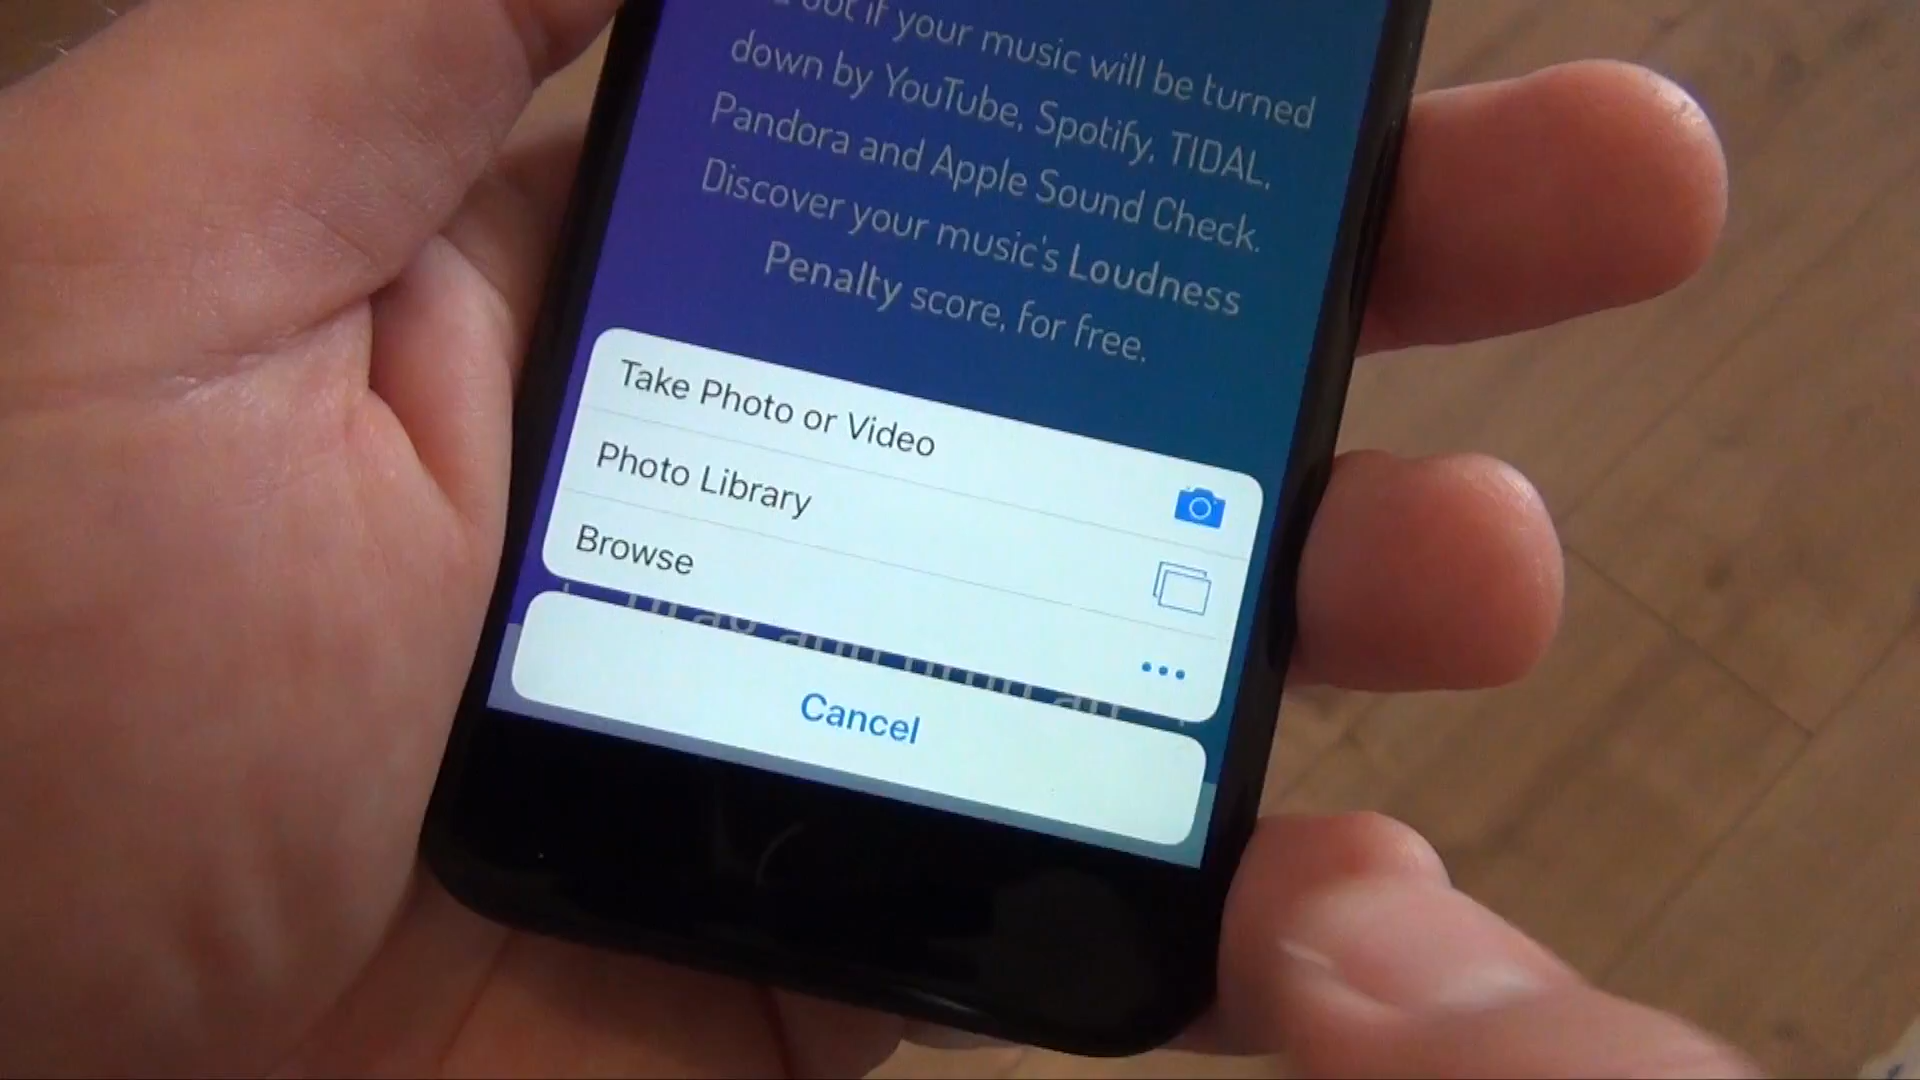 out if your music will be turned
down by YouTube, Spotify, TIDAL,
Pandora and Apple Sound Check.
Discover your music's Loudness
Penalty score, for free.
Take Photo or Video
Photo Library
Browse
Cancel